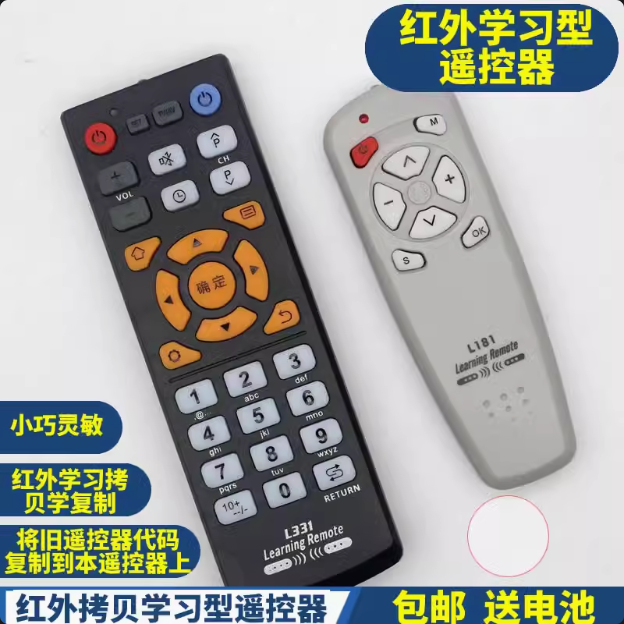 红外学习型
遥控器
M
OK
S
L181
Learning Remote
P
CH
P
VOL
+
-
确定
1
.@
2
abc
3
def
4
ghi
5
jkl
6
mno
7
pqrs
8
tuv
9
wxyz
10+
--/-
0
RETURN
L331
Learning Remote
小巧灵敏
红外学习拷
贝学复制
将旧遥控器代码
复制到本遥控器上
红外拷贝学习型遥控器
包邮 送电池